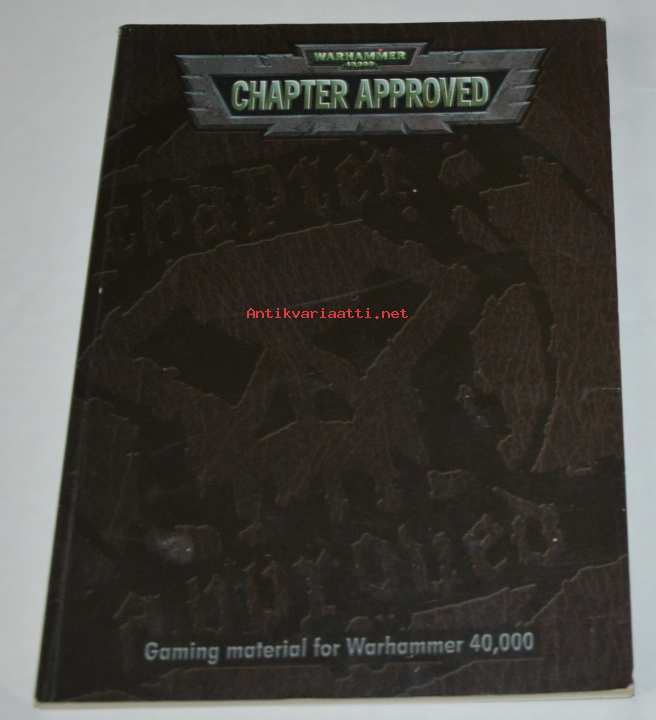 WARHAMMER
40,000
CHAPTER APPROVED
Antikvariaatti.net
Gaming material for Warhammer 40,000